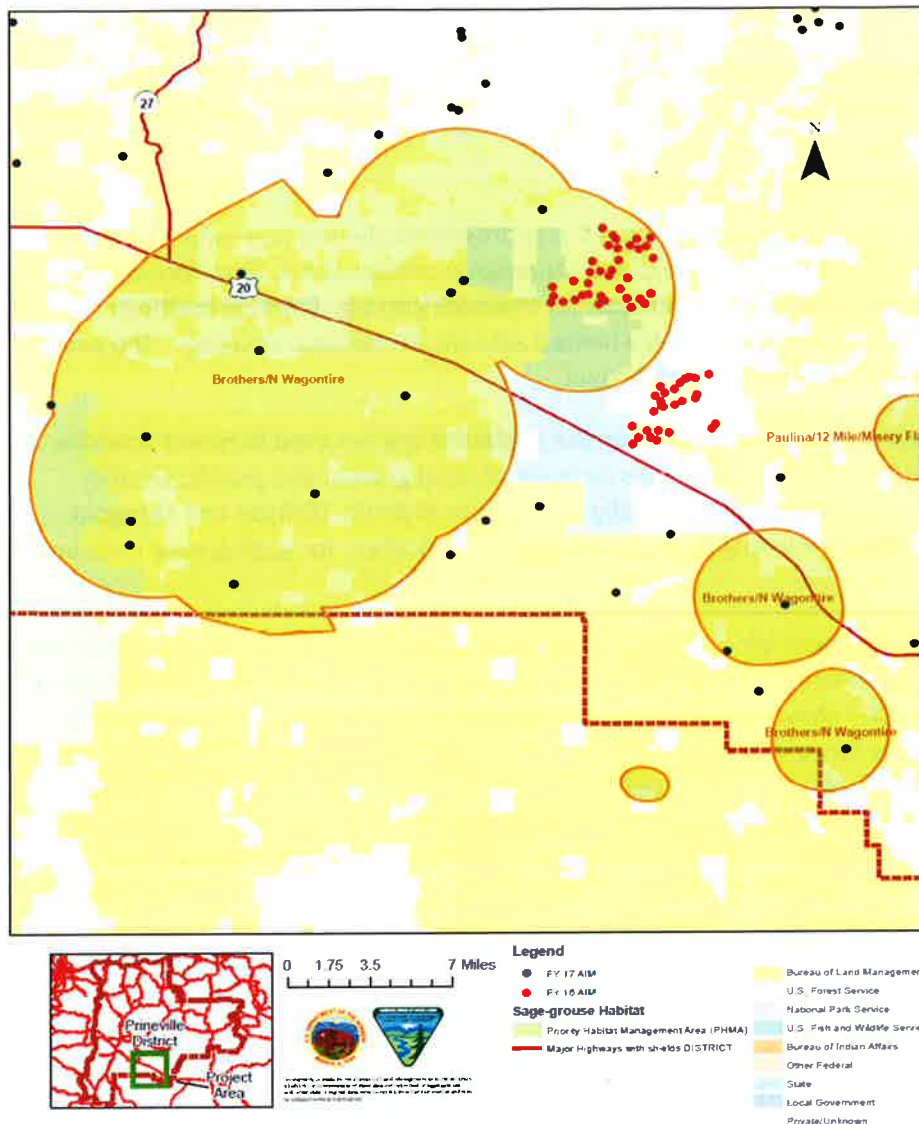 27
N
20
Brothers/N Wagontire
Paulina/12 Mile/Misery Fla
Brothers/N Wagontire
Brothers/N Wagontire
Prineville
District
Project
Area
0 1.75 3.5 7 Miles
Legend
FY 17 AIM
FY 16 AIM
Sage-grouse Habitat
Priority Habitat Management Area (PHMA)
Major Highways with shields DISTRICT
Bureau of Land Managemen
U.S. Forest Service
National Park Service
U.S. Fish and Wildlife Servic
Bureau of Indian Affairs
Other Federal
State
Local Government
Private/Unknown